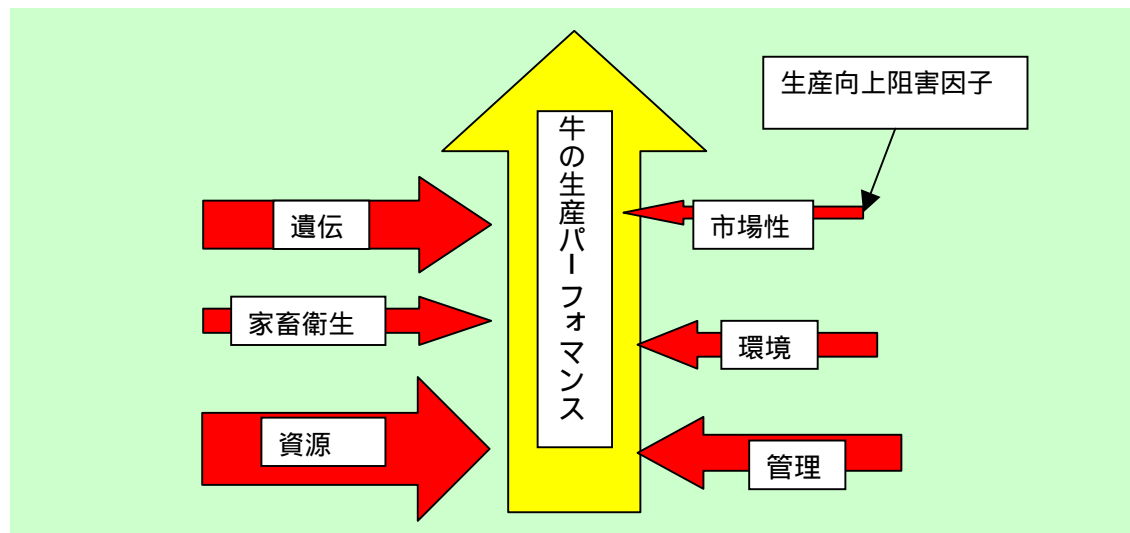 生産向上阻害因子
牛の生産パーフォマンス
遺伝
市場性
家畜衛生
環境
資源
管理